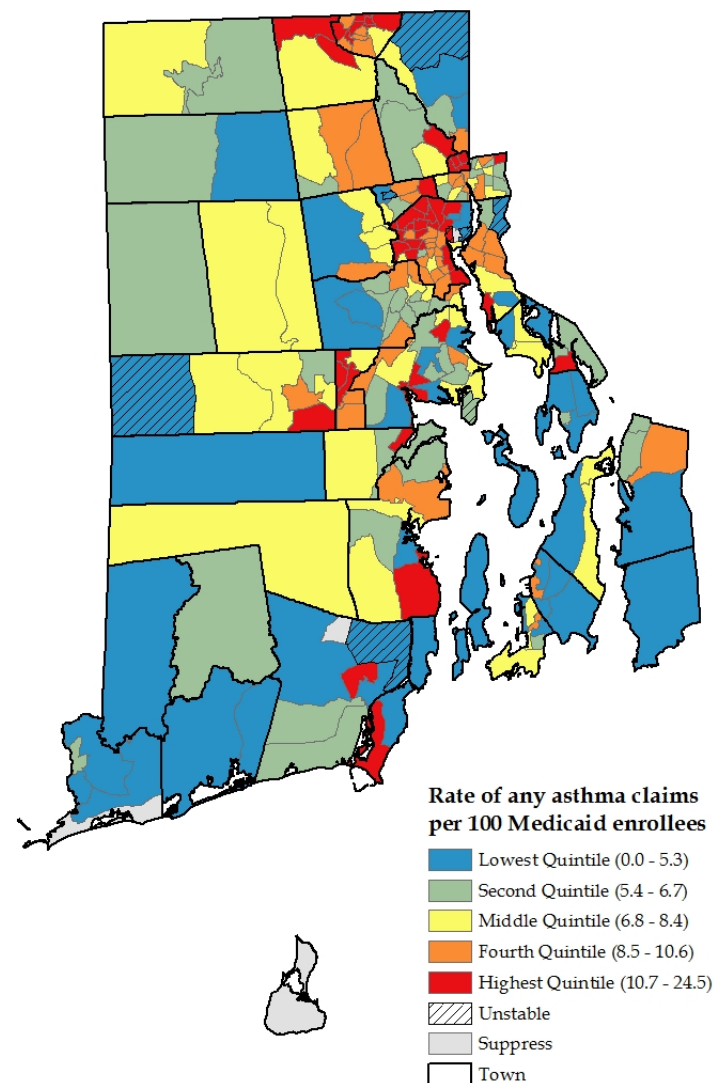 Rate of any asthma claims
per 100 Medicaid enrollees
Lowest Quintile (0.0 - 5.3)
Second Quintile (5.4 - 6.7)
Middle Quintile (6.8 - 8.4)
Fourth Quintile (8.5 - 10.6)
Highest Quintile (10.7 - 24.5)
Unstable
Suppress
Town